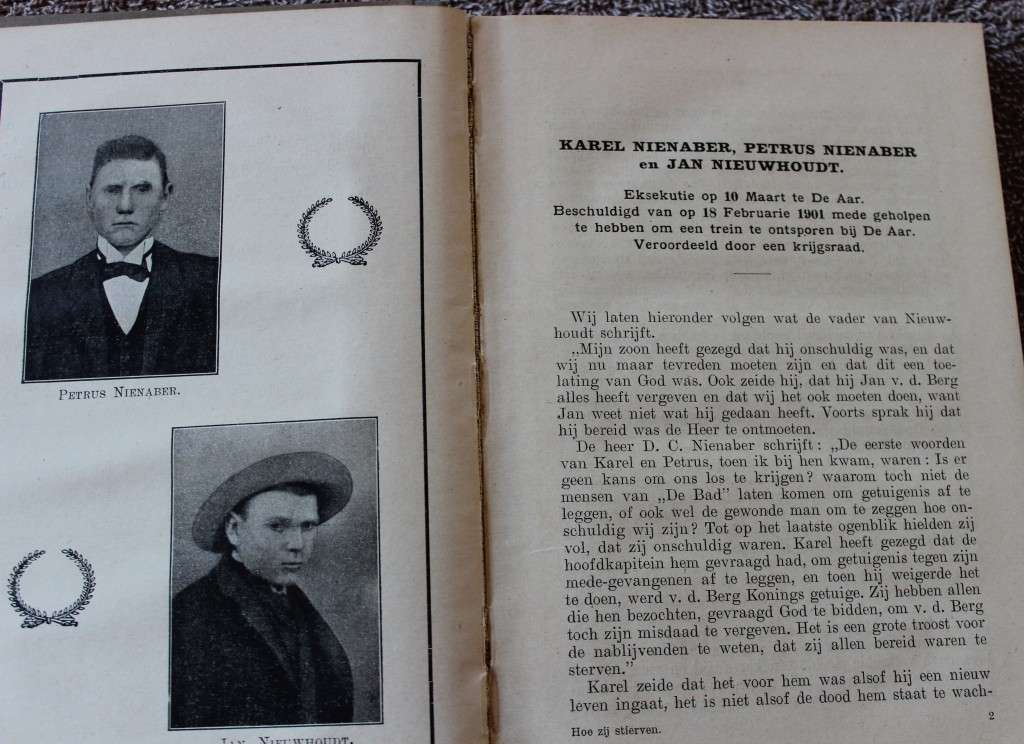 PETRUS NIENABER.
JAN NIEUWHOUDT.
KAREL NIENABER, PETRUS NIENABER
en JAN NIEUWHOUDT.
Eksekutie op 10 Maart te De Aar.
Beschuldigd van op 18 Februarie 1901 mede geholpen
te hebben om een trein te ontsporen bij De Aar.
Veroordeeld door een krijgsraad.
Wij laten hieronder volgen wat de vader van Nieuw-
houdt schrijft.
„Mijn zoon heeft gezegd dat hij onschuldig was, en dat
wij nu maar tevreden moeten zijn en dat dit een toe-
lating van God was. Ook zeide hij, dat hij Jan v. d. Berg
alles heeft vergeven en dat wij het ook moeten doen, want
Jan weet niet wat hij gedaan heeft. Voorts sprak hij dat
hij bereid was de Heer te ontmoeten.
De heer D. C. Nienaber schrijft: „De eerste woorden
van Karel en Petrus, toen ik bij hen kwam, waren: Is er
geen kans om ons los te krijgen? waarom toch niet de
mensen van „De Bad” laten komen om getuigenis af te
leggen, of ook wel de gewonde man om te zeggen hoe on-
schuldig wij zijn? Tot op het laatste ogenblik hielden zij
vol, dat zij onschuldig waren. Karel heeft gezegd dat de
hoofdkapitein hem gevraagd had, om getuigenis tegen zijn
mede-gevangenen af te leggen, en toen hij weigerde het
te doen, werd v. d. Berg Konings getuige. Zij hebben allen
die hen bezochten, gevraagd God te bidden, om v. d. Berg
toch zijn misdaad te vergeven. Het is een grote troost voor
de nablijvenden te weten, dat zij allen bereid waren te
sterven.”
Karel zeide dat het voor hem was alsof hij een nieuw
leven ingaat, het is niet alsof de dood hem staat te wach-
2
Hoe zij stierven.